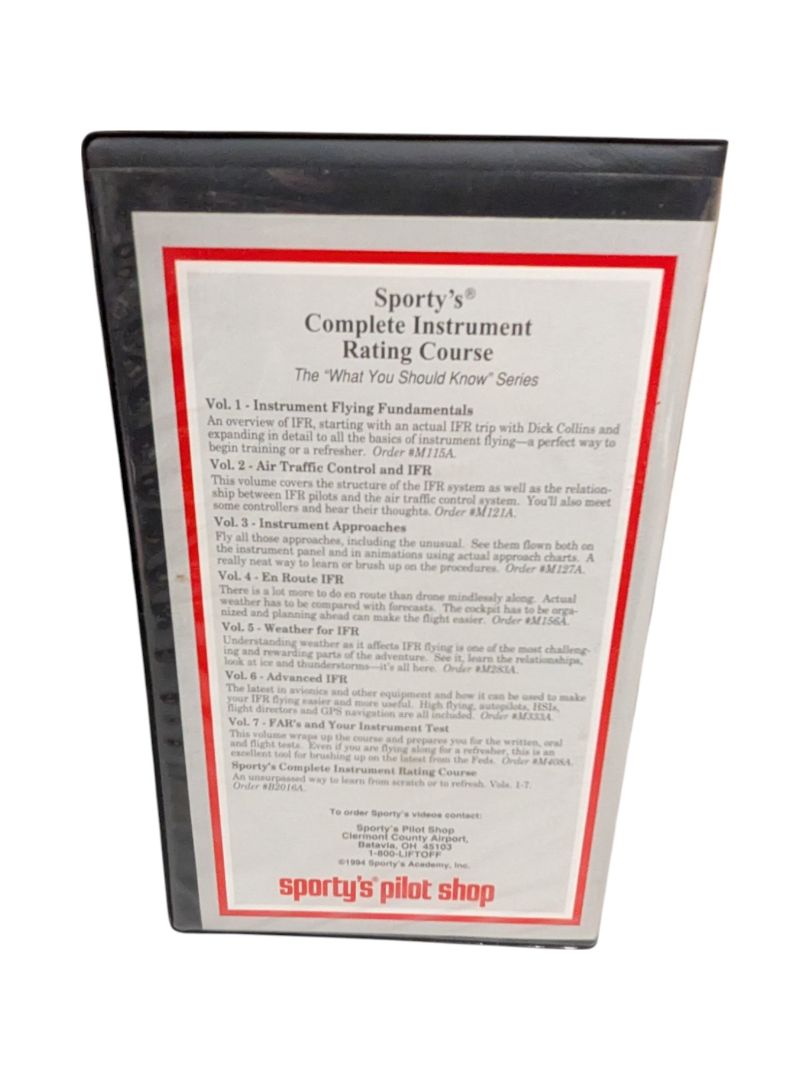 Sporty's®
Complete Instrument
Rating Course
The "What You Should Know" Series
Vol. 1 - Instrument Flying Fundamentals
An overview of IFR, starting with an actual IFR trip with Dick Collins and
expanding in detail to all the basics of instrument flying—a perfect way to
begin training or a refresher. Order #M115A.
Vol. 2 - Air Traffic Control and IFR
This volume covers the structure of the IFR system as well as the relation-
ship between IFR pilots and the air traffic control system. You'll also meet
some controllers and hear their thoughts. Order #M121A.
Vol. 3 - Instrument Approaches
Fly all those approaches, including the unusual. See them flown both on
the instrument panel and in animations using actual approach charts. A
really neat way to learn or brush up on the procedures. Order #M127A.
Vol. 4 - En Route IFR
There is a lot more to do en route than drone mindlessly along. Actual
weather has to be compared with forecasts. The cockpit has to be orga-
nized and planning ahead can make the flight easier. Order #M156A.
Vol. 5 - Weather for IFR
Understanding weather as it affects IFR flying is one of the most challeng-
ing and rewarding parts of the adventure. See it, learn the relationships,
look at ice and thunderstorms—it's all here. Order #M283A.
Vol. 6 - Advanced IFR
The latest in avionics and other equipment and how it can be used to make
your IFR flying easier and more useful. High flying, autopilots, HSIs,
flight directors and GPS navigation are all included. Order #M333A.
Vol. 7 - FAR's and Your Instrument Test
This volume wraps up the course and prepares you for the written, oral
and flight tests. Even if you are flying along for a refresher, this is an
excellent tool for brushing up on the latest from the Feds. Order #M408A.
Sporty's Complete Instrument Rating Course
An unsurpassed way to learn from scratch or to refresh. Vols. 1-7.
Order #B2016A.
To order Sporty's videos contact:
Sporty's Pilot Shop
Clermont County Airport,
Batavia, OH 45103
1-800-LIFTOFF
©1994 Sporty's Academy, Inc.
sporty's® pilot shop